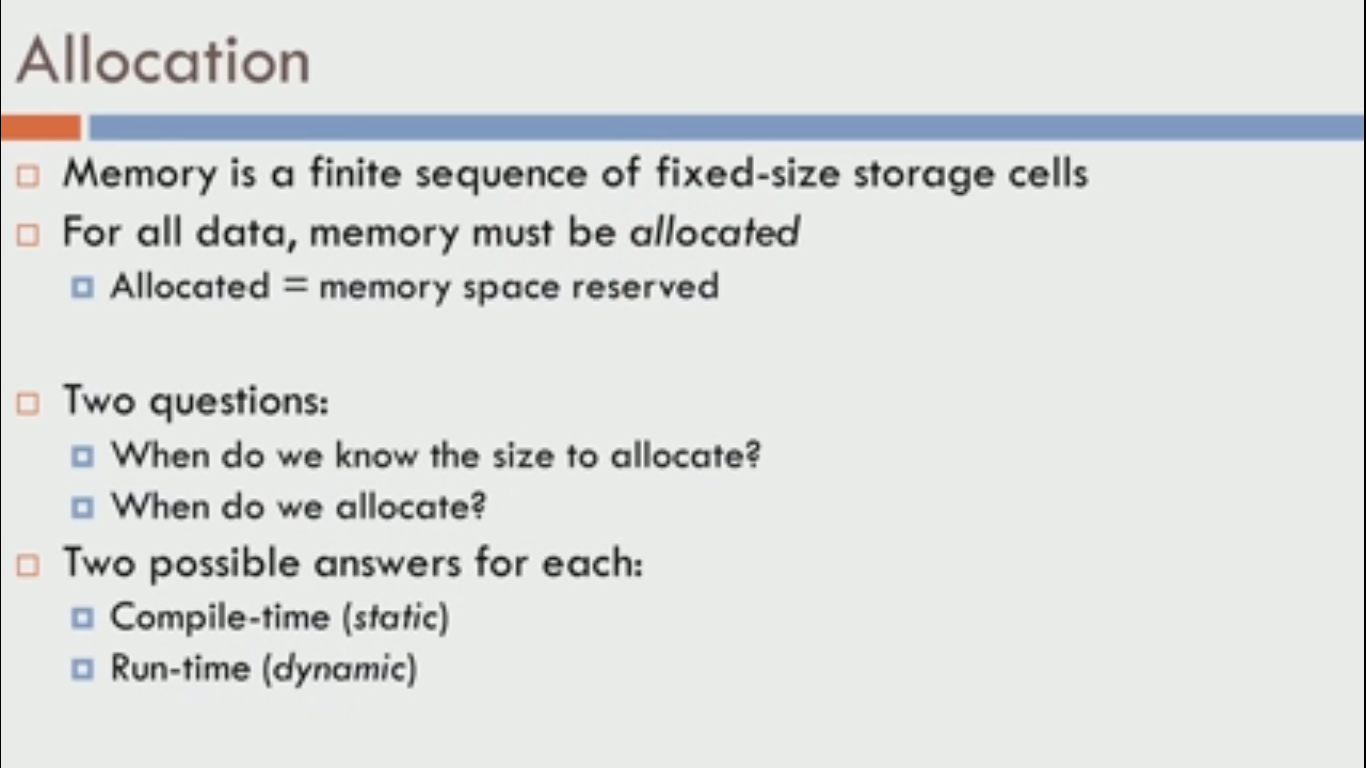 Allocation
Memory is a finite sequence of fixed-size storage cells
For all data, memory must be allocated
Allocated = memory space reserved
Two questions:
When do we know the size to allocate?
When do we allocate?
Two possible answers for each:
Compile-time (static)
Run-time (dynamic)